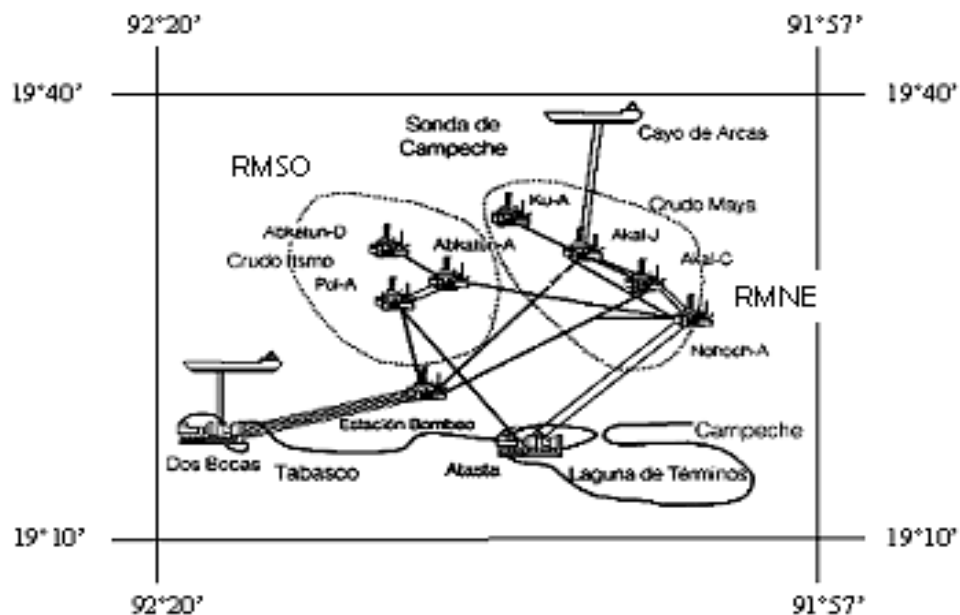 92°20' 91°57'
19°40' 19°40'
Sonda de
Campeche
Cayo de Arcas
RMSO
Ku-A
Crudo Maya
Abkatun-D
Abkatun-A
Akal-J
Crudo Itsmo
Akal-C
Pol-A
RMNE
Nohoch-A
Estación Bombeo
Campeche
Dos Bocas
Tabasco
Atasta
Laguna de Términos
19°10' 19°10'
92°20' 91°57'